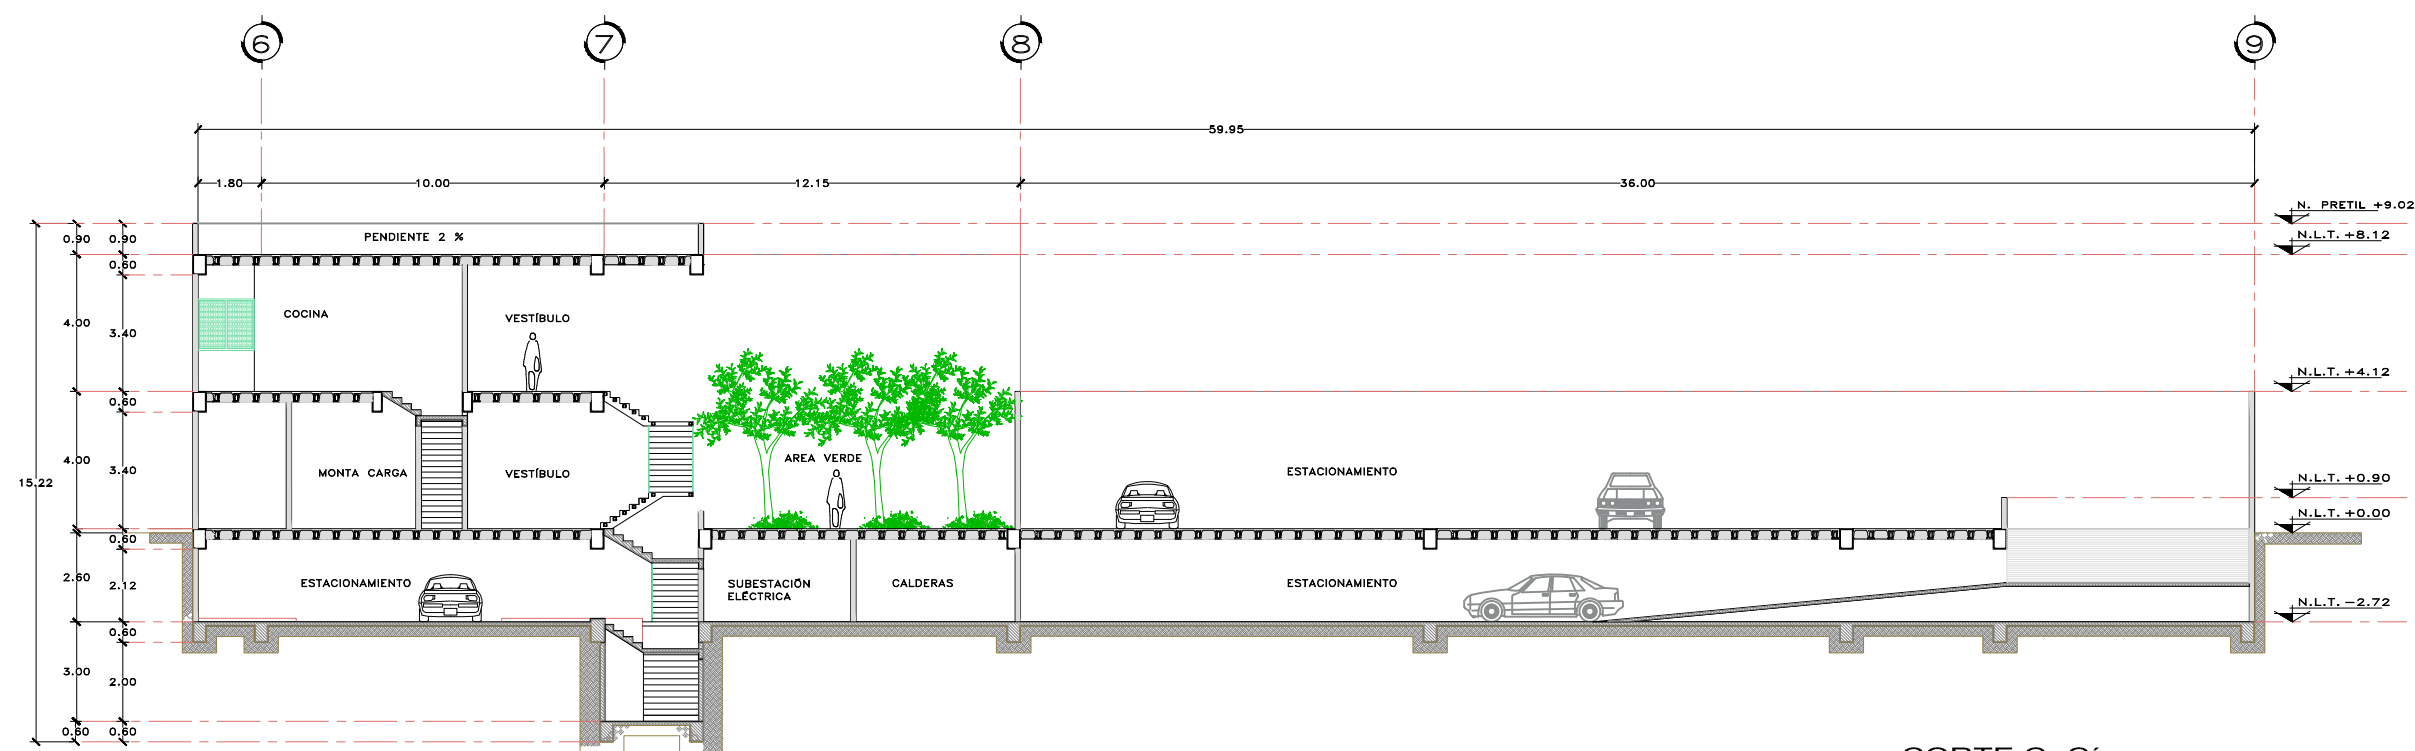 6 7 8 9
59.95
1.80 10.00 12.15 36.00
N. PRETIL +9.02
N.L.T. +8.12
0.90 0.90
PENDIENTE 2 %
0.60
COCINA
VESTÍBULO
4.00
3.40
N.L.T. +4.12
0.60
4.00
3.40
MONTA CARGA
VESTÍBULO
AREA VERDE
ESTACIONAMIENTO
N.L.T. +0.90
15.22
N.L.T. +0.00
0.60
2.60
2.12
ESTACIONAMIENTO
SUBESTACIÓN
ELÉCTRICA
CALDERAS
ESTACIONAMIENTO
N.L.T. -2.72
0.60
3.00
2.00
0.60 0.60